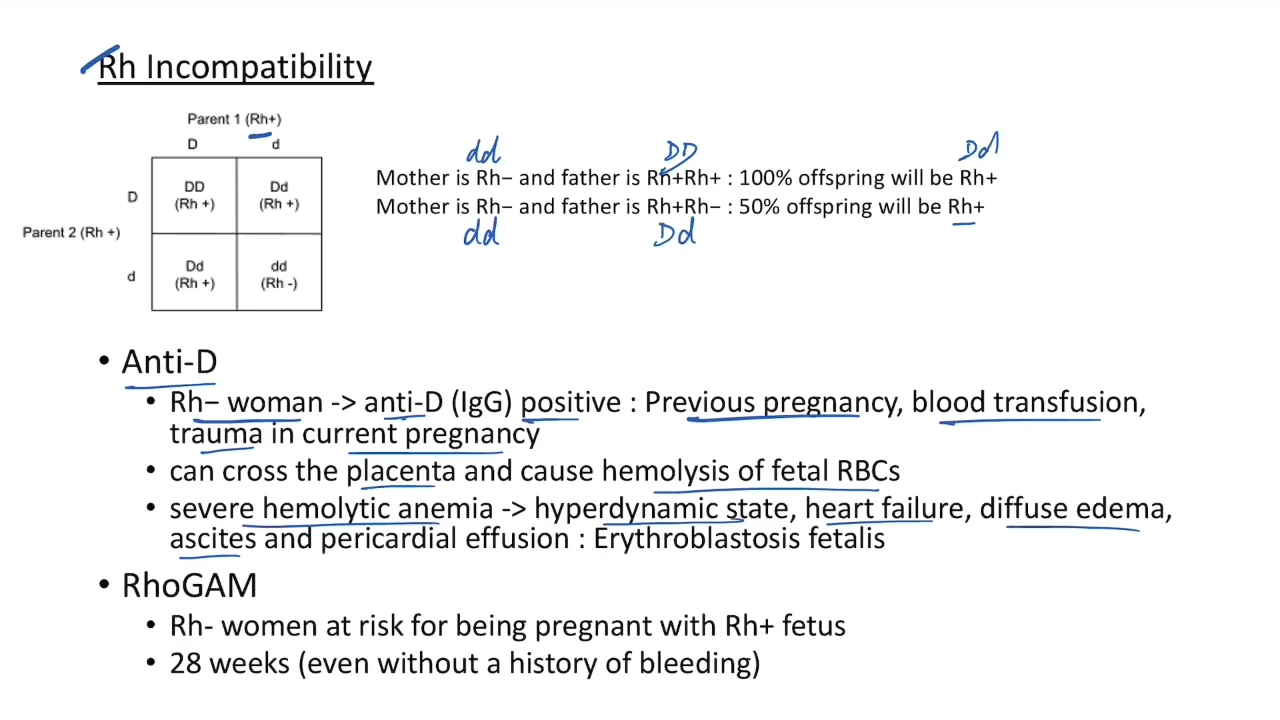 Rh Incompatibility
Parent 1 (Rh+)
D d
D
DD Dd
(Rh +) (Rh +)
Parent 2 (Rh +)
d
Dd dd
(Rh +) (Rh -)
dd DD Dd
Mother is Rh− and father is Rh+Rh+ : 100% offspring will be Rh+
Mother is Rh− and father is Rh+Rh− : 50% offspring will be Rh+
dd Dd
• Anti-D
• Rh− woman -> anti-D (IgG) positive : Previous pregnancy, blood transfusion,
trauma in current pregnancy
• can cross the placenta and cause hemolysis of fetal RBCs
• severe hemolytic anemia -> hyperdynamic state, heart failure, diffuse edema,
ascites and pericardial effusion : Erythroblastosis fetalis
• RhoGAM
• Rh- women at risk for being pregnant with Rh+ fetus
• 28 weeks (even without a history of bleeding)